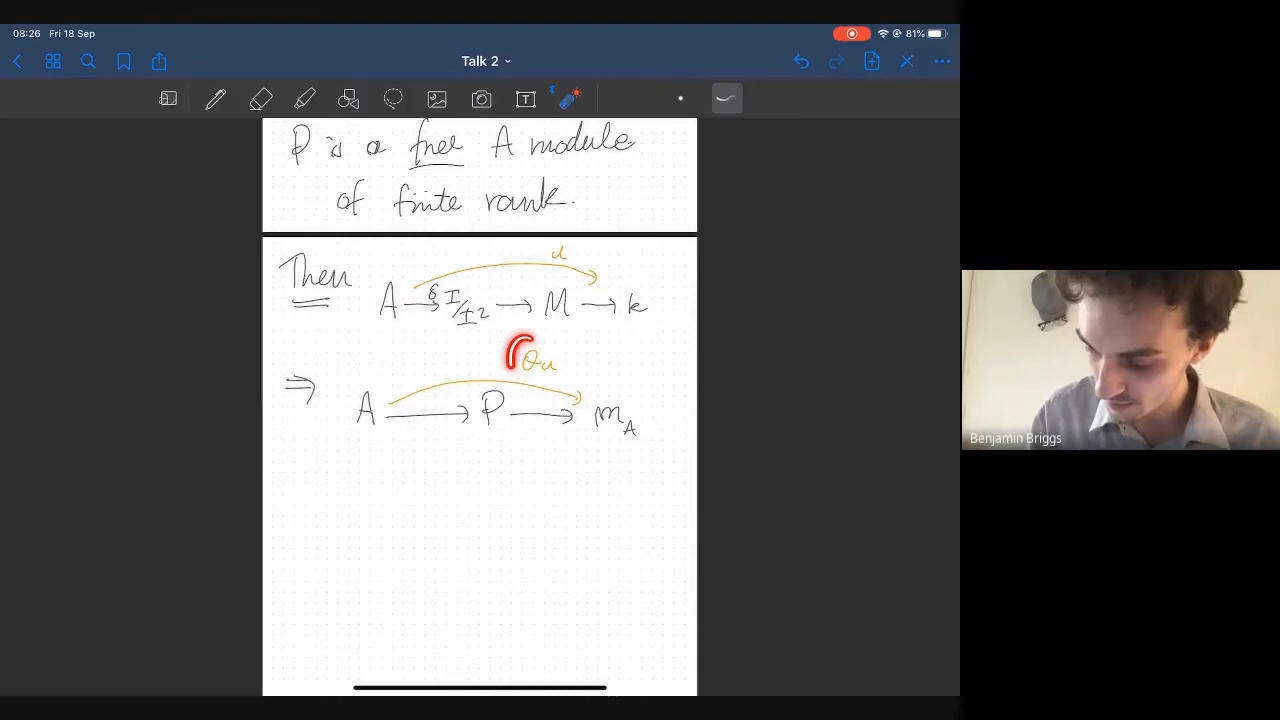 08:26 Fri 18 Sep 81%
Talk 2
T
P is a free A module
of finite rank.
Then
A → I/I² → M → k
θu
⇒ A → P → m_A
Benjamin Briggs